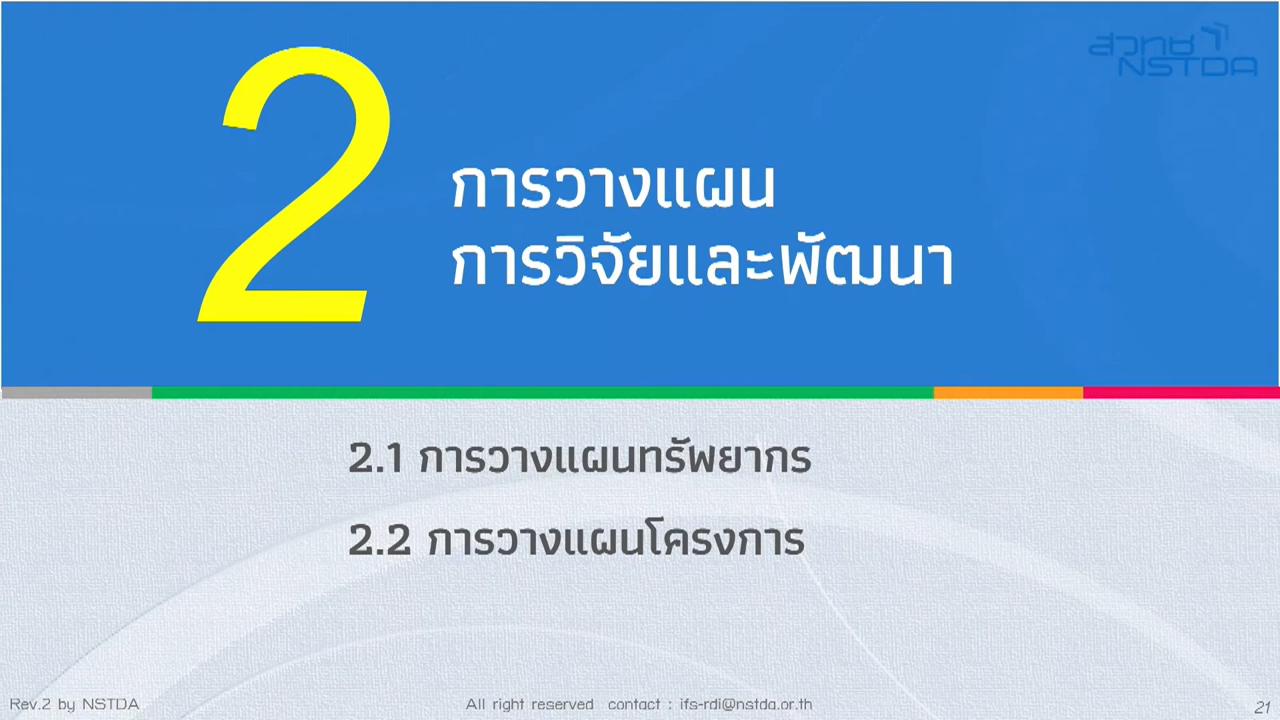 สวทช
NSTDA
2
การวางแผน
การวิจัยและพัฒนา
2.1 การวางแผนทรัพยากร
2.2 การวางแผนโครงการ
Rev.2 by NSTDA
All right reserved contact : ifs-rdi@nstda.or.th
21